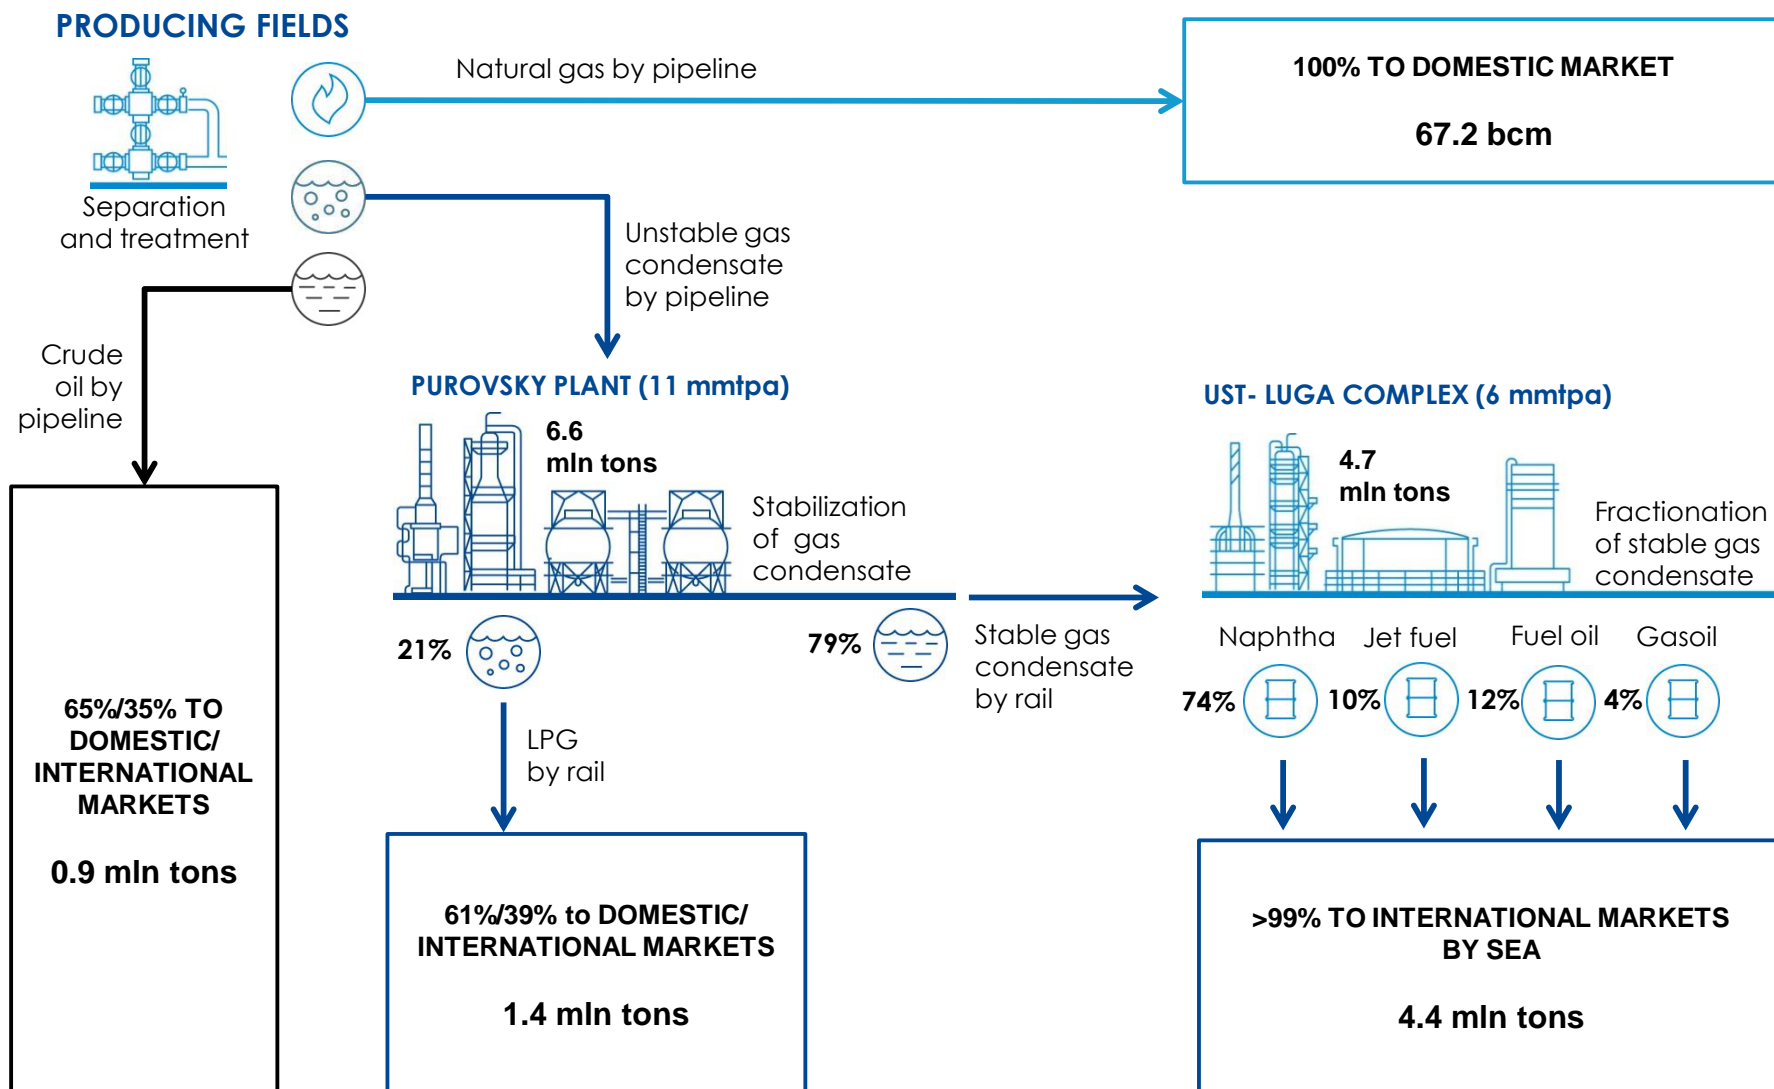 PRODUCING FIELDS
Natural gas by pipeline
100% TO DOMESTIC MARKET
67.2 bcm
Separation
and treatment
Unstable gas
condensate
by pipeline
Crude
oil by
pipeline
PUROVSKY PLANT (11 mmtpa)
6.6
mln tons
Stabilization
of gas
condensate
UST- LUGA COMPLEX (6 mmtpa)
4.7
mln tons
Fractionation
of stable gas
condensate
21%
79%
Stable gas
condensate
by rail
Naphtha
Jet fuel
Fuel oil
Gasoil
74%
10%
12%
4%
LPG
by rail
65%/35% TO
DOMESTIC/
INTERNATIONAL
MARKETS
0.9 mln tons
61%/39% to DOMESTIC/
INTERNATIONAL MARKETS
1.4 mln tons
>99% TO INTERNATIONAL MARKETS
BY SEA
4.4 mln tons